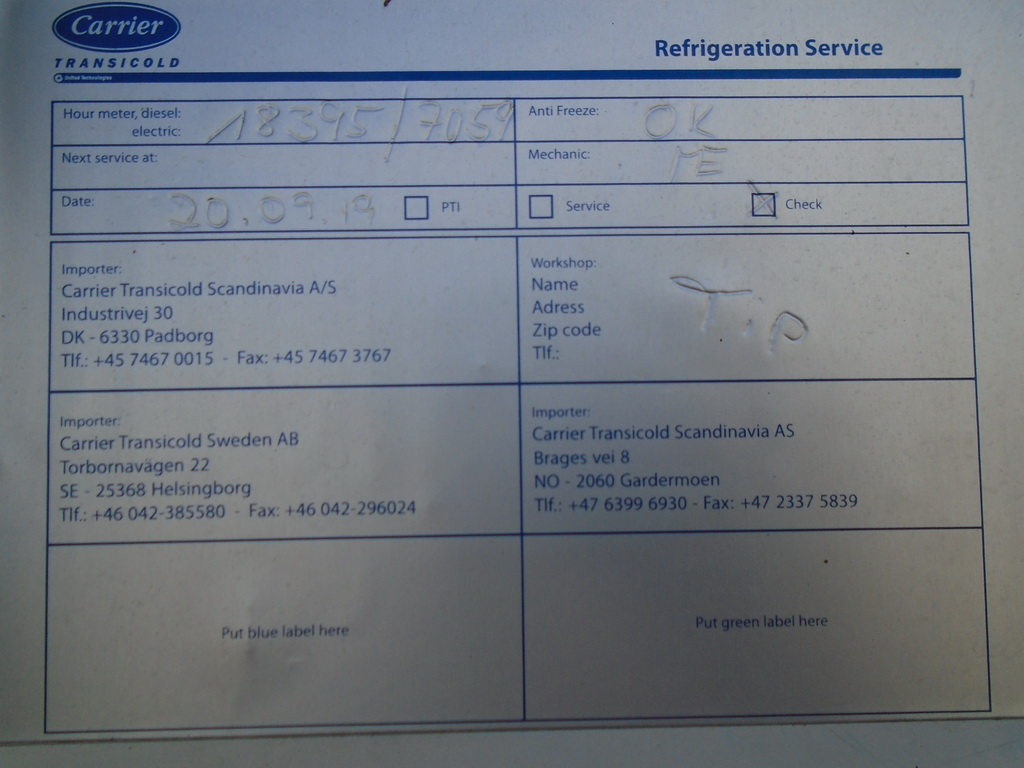 Carrier
TRANSICOLD
United Technologies
Refrigeration Service
Hour meter, diesel:
electric:
18395/7059
Anti Freeze: OK
Next service at:
Mechanic:
Date: 20.09.19
PTI
Service
Check
Importer:
Carrier Transicold Scandinavia A/S
Industrivej 30
DK - 6330 Padborg
Tlf.: +45 7467 0015 - Fax: +45 7467 3767
Workshop:
Name
Adress
Zip code
Tlf.:
T.P
Importer:
Carrier Transicold Sweden AB
Torbornavägen 22
SE - 25368 Helsingborg
Tlf.: +46 042-385580 - Fax: +46 042-296024
Importer:
Carrier Transicold Scandinavia AS
Brages vei 8
NO - 2060 Gardermoen
Tlf.: +47 6399 6930 - Fax: +47 2337 5839
Put blue label here
Put green label here